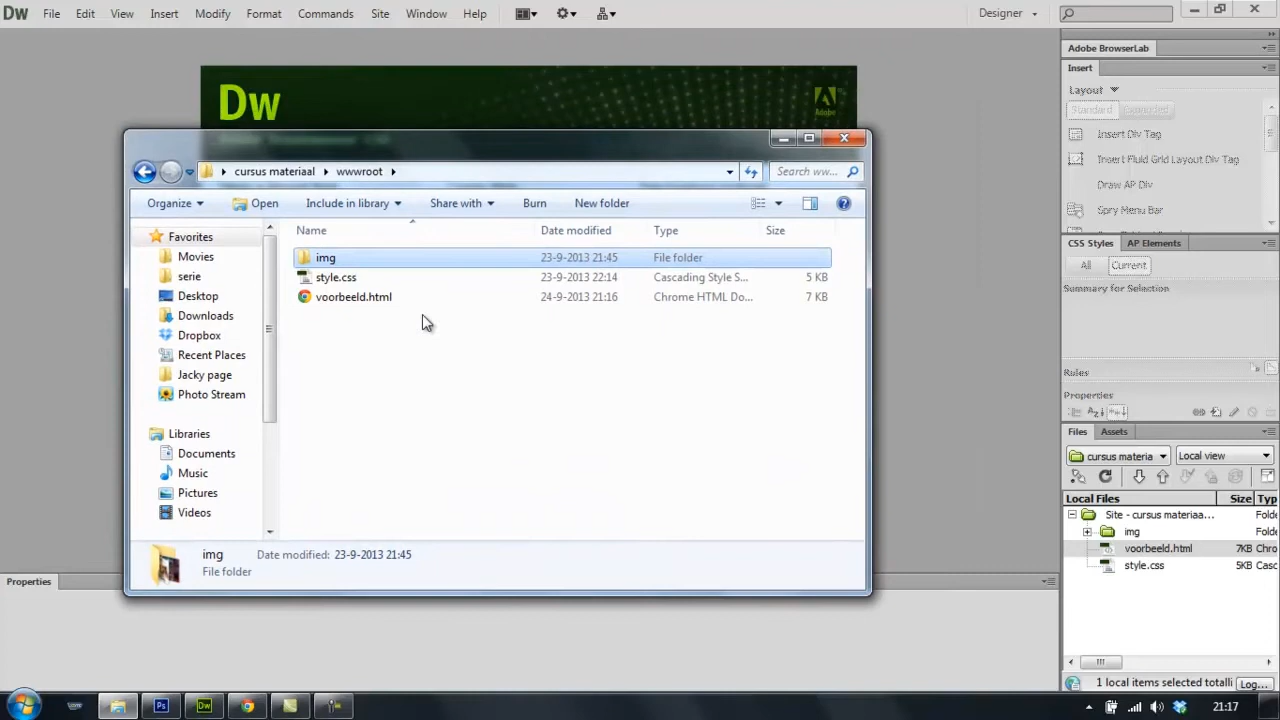 Dw File Edit View Insert Modify Format Commands Site Window Help Designer
Adobe BrowserLab
Insert
Layout
Standard Expanded
Insert Div Tag
Insert Fluid Grid Layout Div Tag
Draw AP Div
Spry Menu Bar
Dw
Adobe
cursus materiaal wwwroot Search ww...
Organize Open Include in library Share with Burn New folder
Name Date modified Type Size
img 23-9-2013 21:45 File folder
style.css 23-9-2013 22:14 Cascading Style S... 5 KB
voorbeeld.html 24-9-2013 21:16 Chrome HTML Do... 7 KB
Favorites
Movies
serie
Desktop
Downloads
Dropbox
Recent Places
Jacky page
Photo Stream
Libraries
Documents
Music
Pictures
Videos
img Date modified: 23-9-2013 21:45
File folder
CSS Styles AP Elements
All Current
Summary for Selection
Rules
Properties
Files Assets
cursus materia Local view
Local Files Size Typ
Site - cursus materiaa... Folde
img Folde
voorbeeld.html 7KB Chro
style.css 5KB Casc
1 local items selected totalli Log...
Properties
Ps Dw 21:17